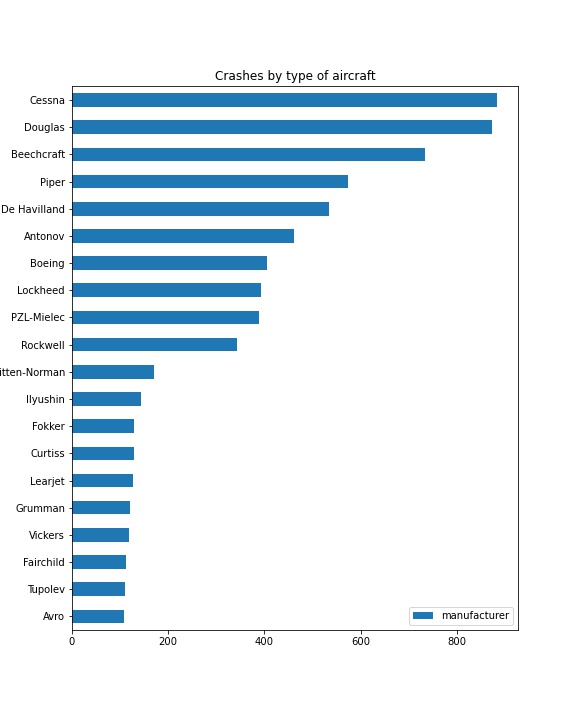 Crashes by type of aircraft
Cessna
Douglas
Beechcraft
Piper
De Havilland
Antonov
Boeing
Lockheed
PZL-Mielec
Rockwell
itten-Norman
Ilyushin
Fokker
Curtiss
Learjet
Grumman
Vickers
Fairchild
Tupolev
Avro
manufacturer
0 200 400 600 800